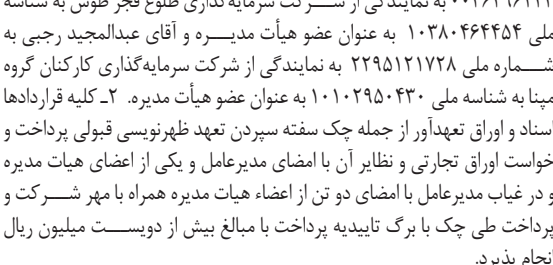 به نمایندگی از شرکت سرمایه‌گذاری طلوع فجر طوس به شناسه
ملی ۱۰۳۸۰۴۶۴۴۵۴ به عنوان عضو هیأت مدیره و آقای عبدالمجید رجبی به
شماره ملی ۲۲۹۵۱۲۱۷۲۸ به نمایندگی از شرکت سرمایه‌گذاری کارکنان گروه
مپنا به شناسه ملی ۱۰۱۰۲۹۵۰۴۳۰ به عنوان عضو هیأت مدیره. ۲ـ کلیه قراردادها
اسناد و اوراق تعهدآور از جمله چک سفته سپردن تعهد ظهرنویسی قبولی پرداخت و
خواست اوراق تجارتی و نظایر آن با امضای مدیرعامل و یکی از اعضای هیات مدیره
و در غیاب مدیرعامل با امضای دو تن از اعضاء هیات مدیره همراه با مهر شرکت و
پرداخت طی چک با برگ تاییدیه پرداخت با مبالغ بیش از دویست میلیون ریال
انجام پذیرد.